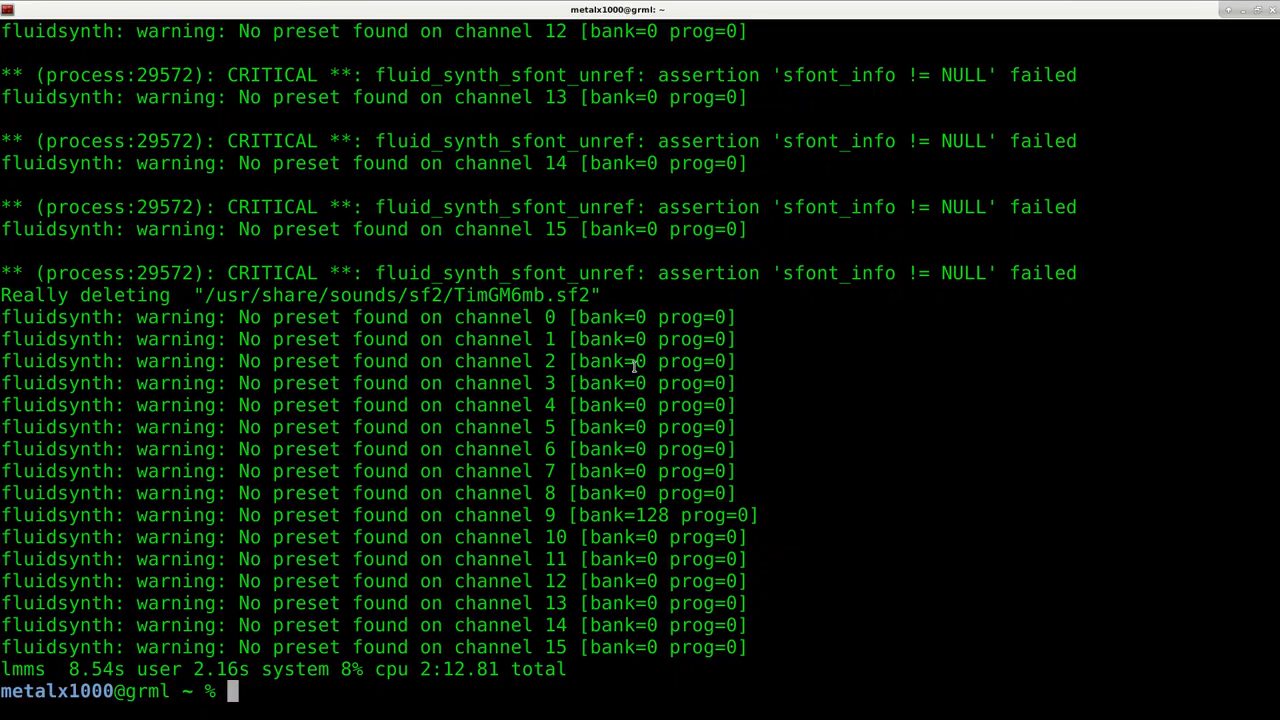 metalx1000@grml: ~
fluidsynth: warning: No preset found on channel 12 [bank=0 prog=0]
** (process:29572): CRITICAL **: fluid_synth_sfont_unref: assertion 'sfont_info != NULL' failed
fluidsynth: warning: No preset found on channel 13 [bank=0 prog=0]
** (process:29572): CRITICAL **: fluid_synth_sfont_unref: assertion 'sfont_info != NULL' failed
fluidsynth: warning: No preset found on channel 14 [bank=0 prog=0]
** (process:29572): CRITICAL **: fluid_synth_sfont_unref: assertion 'sfont_info != NULL' failed
fluidsynth: warning: No preset found on channel 15 [bank=0 prog=0]
** (process:29572): CRITICAL **: fluid_synth_sfont_unref: assertion 'sfont_info != NULL' failed
Really deleting  "/usr/share/sounds/sf2/TimGM6mb.sf2"
fluidsynth: warning: No preset found on channel 0 [bank=0 prog=0]
fluidsynth: warning: No preset found on channel 1 [bank=0 prog=0]
fluidsynth: warning: No preset found on channel 2 [bank=0 prog=0]
fluidsynth: warning: No preset found on channel 3 [bank=0 prog=0]
fluidsynth: warning: No preset found on channel 4 [bank=0 prog=0]
fluidsynth: warning: No preset found on channel 5 [bank=0 prog=0]
fluidsynth: warning: No preset found on channel 6 [bank=0 prog=0]
fluidsynth: warning: No preset found on channel 7 [bank=0 prog=0]
fluidsynth: warning: No preset found on channel 8 [bank=0 prog=0]
fluidsynth: warning: No preset found on channel 9 [bank=128 prog=0]
fluidsynth: warning: No preset found on channel 10 [bank=0 prog=0]
fluidsynth: warning: No preset found on channel 11 [bank=0 prog=0]
fluidsynth: warning: No preset found on channel 12 [bank=0 prog=0]
fluidsynth: warning: No preset found on channel 13 [bank=0 prog=0]
fluidsynth: warning: No preset found on channel 14 [bank=0 prog=0]
fluidsynth: warning: No preset found on channel 15 [bank=0 prog=0]
lmms  8.54s user 2.16s system 8% cpu 2:12.81 total
metalx1000@grml ~ %